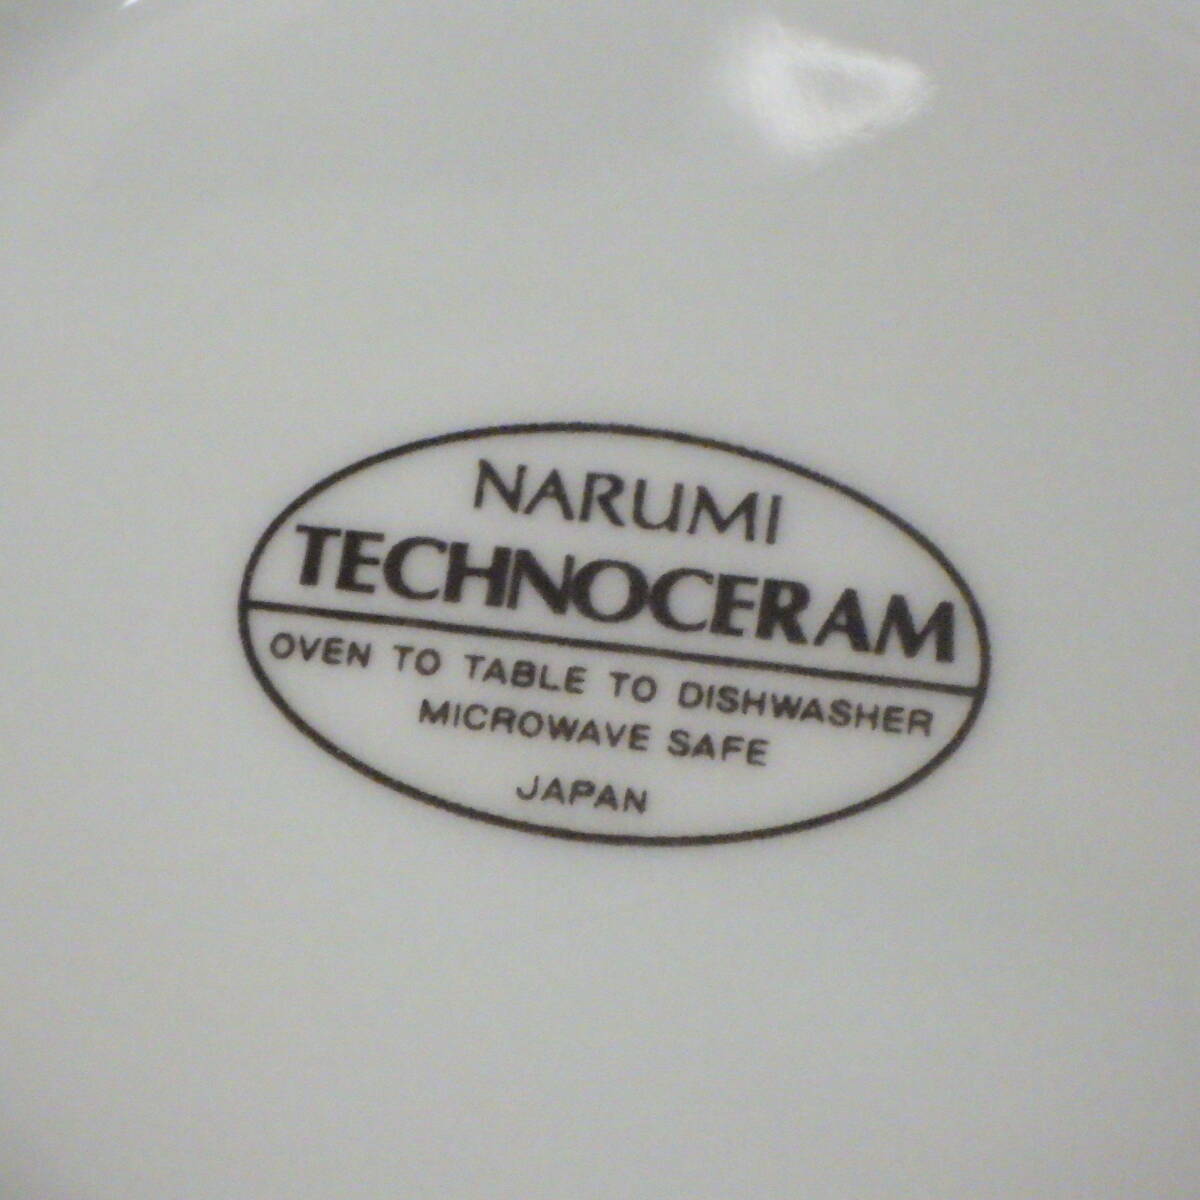 NARUMI
TECHNOCERAM
OVEN TO TABLE TO DISHWASHER
MICROWAVE SAFE
JAPAN